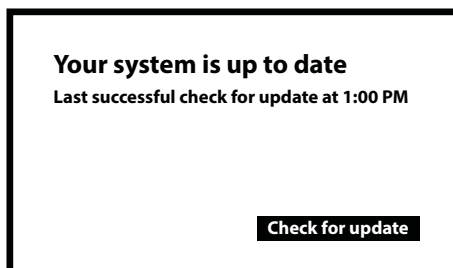 Your system is up to date
Last successful check for update at 1:00 PM
Check for update